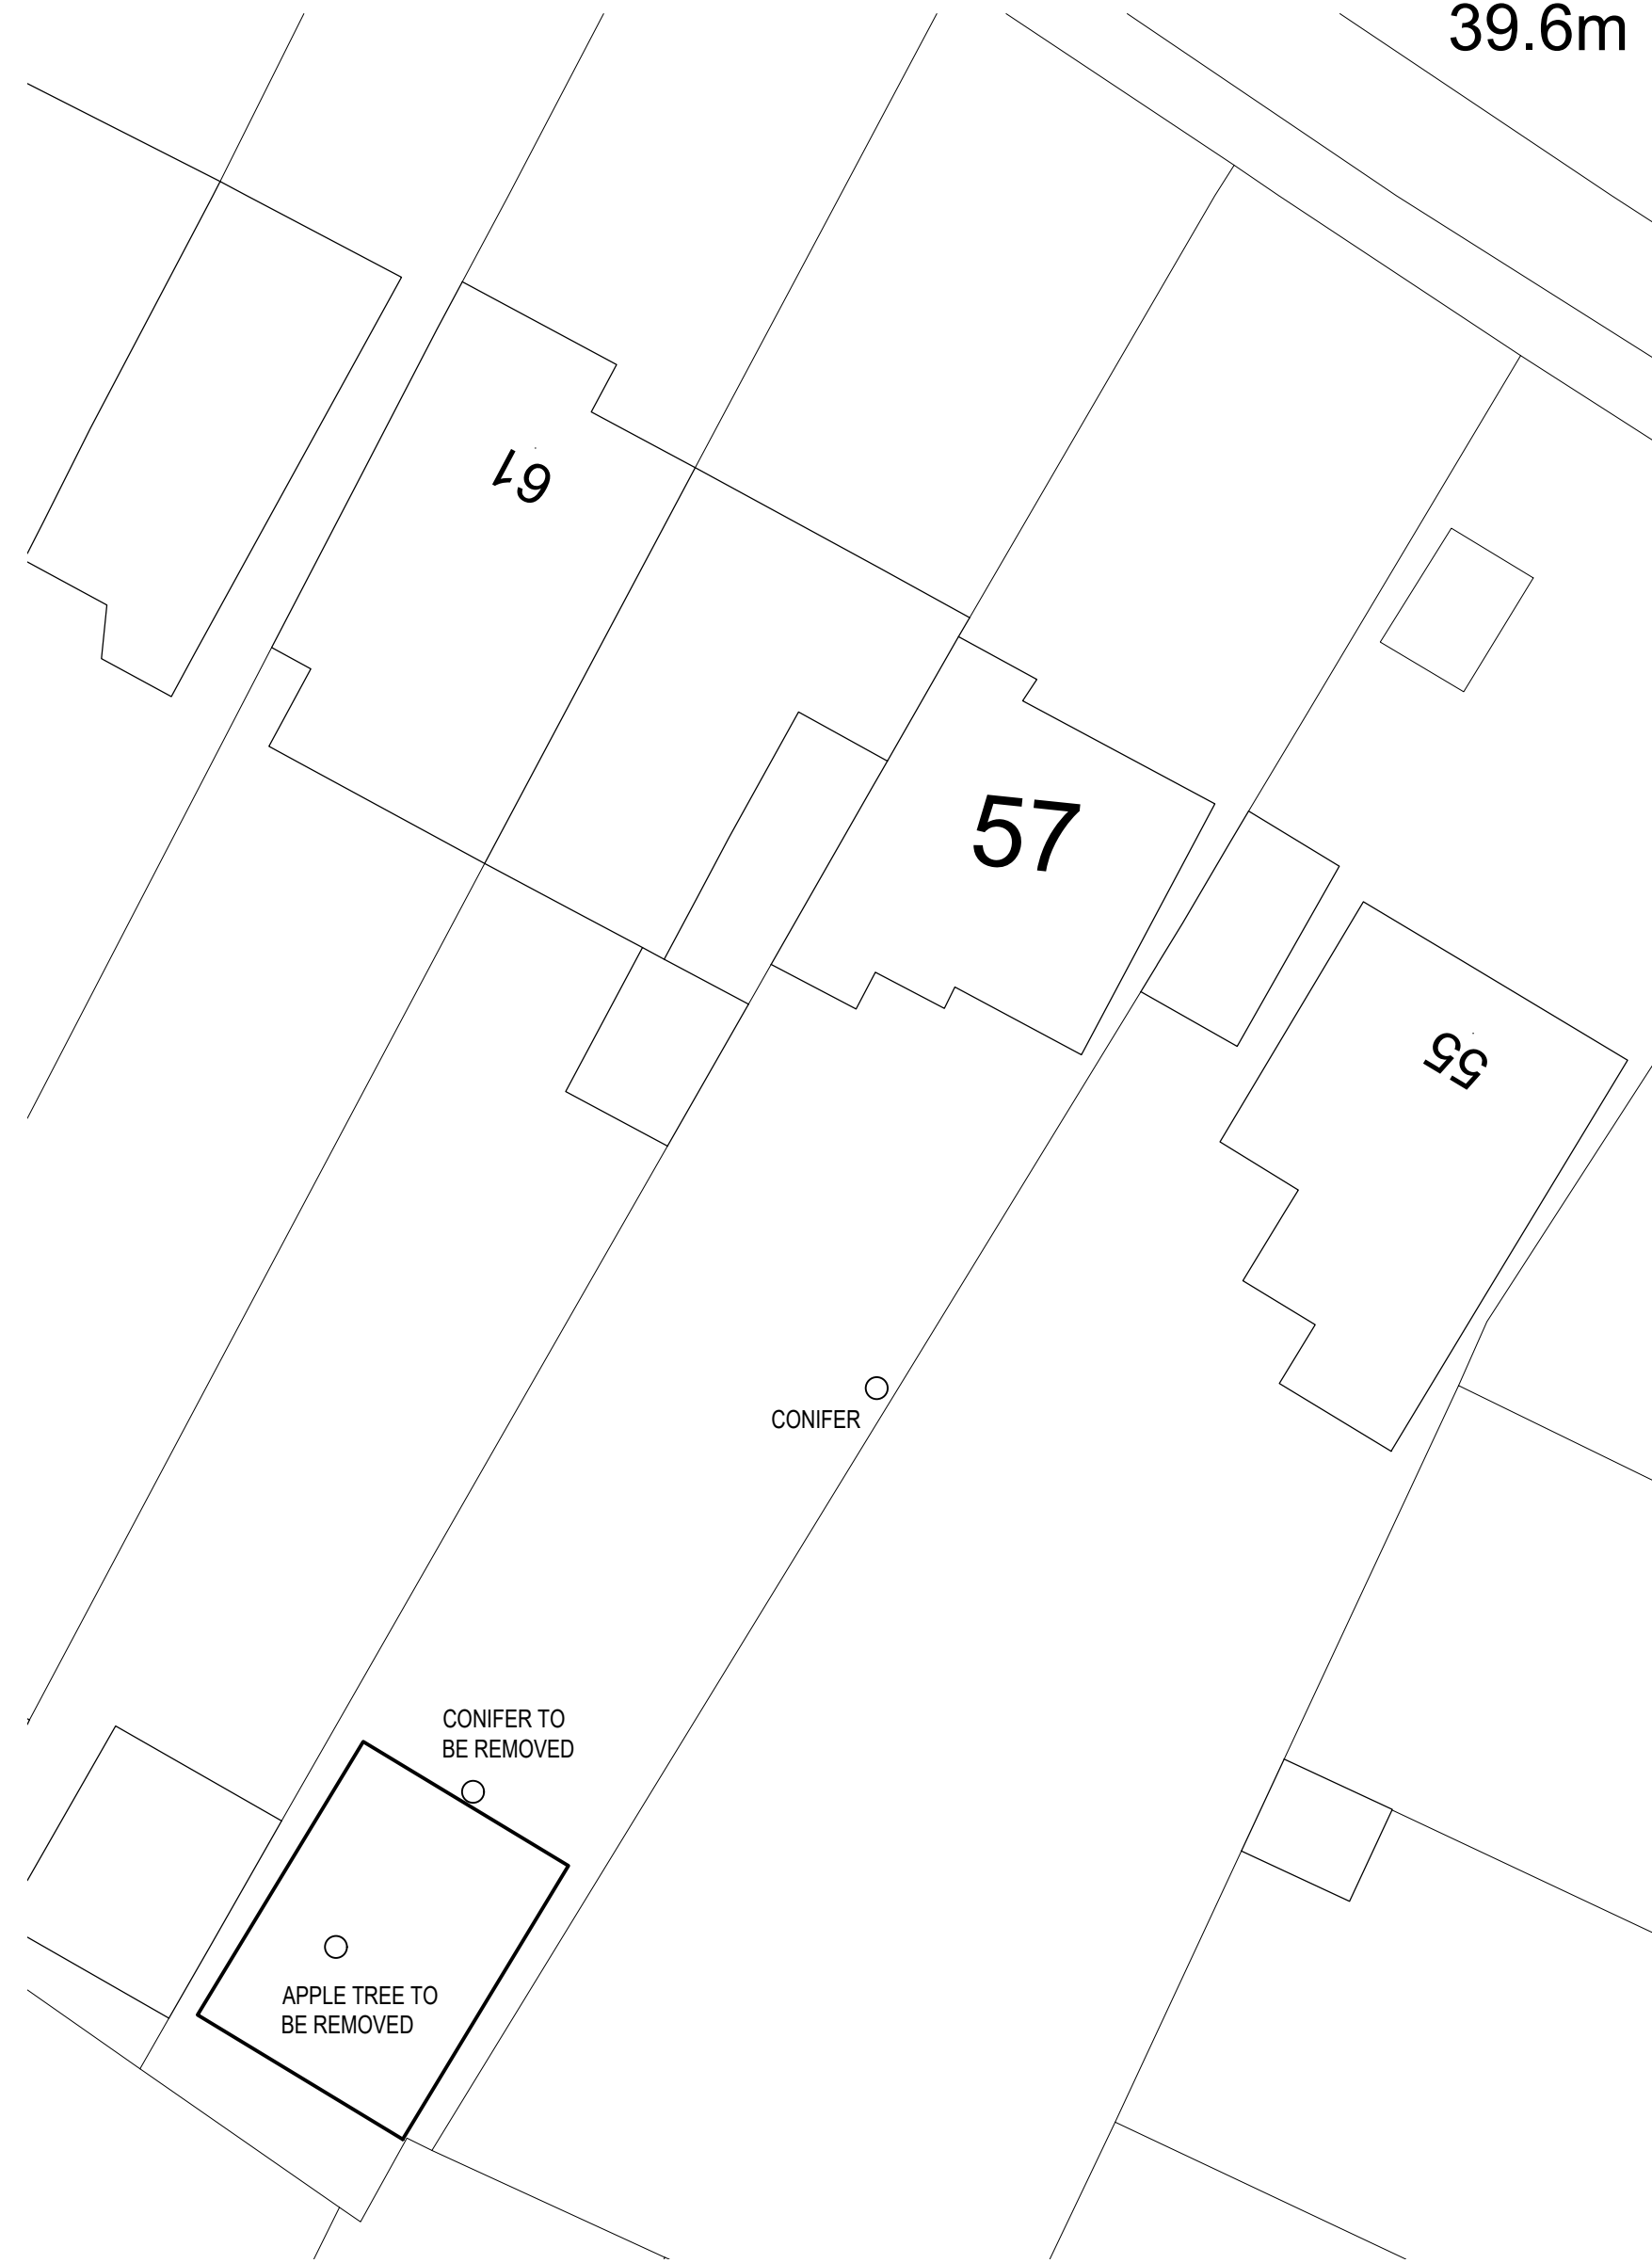 39.6m
61
57
55
CONIFER
CONIFER TO
BE REMOVED
APPLE TREE TO
BE REMOVED